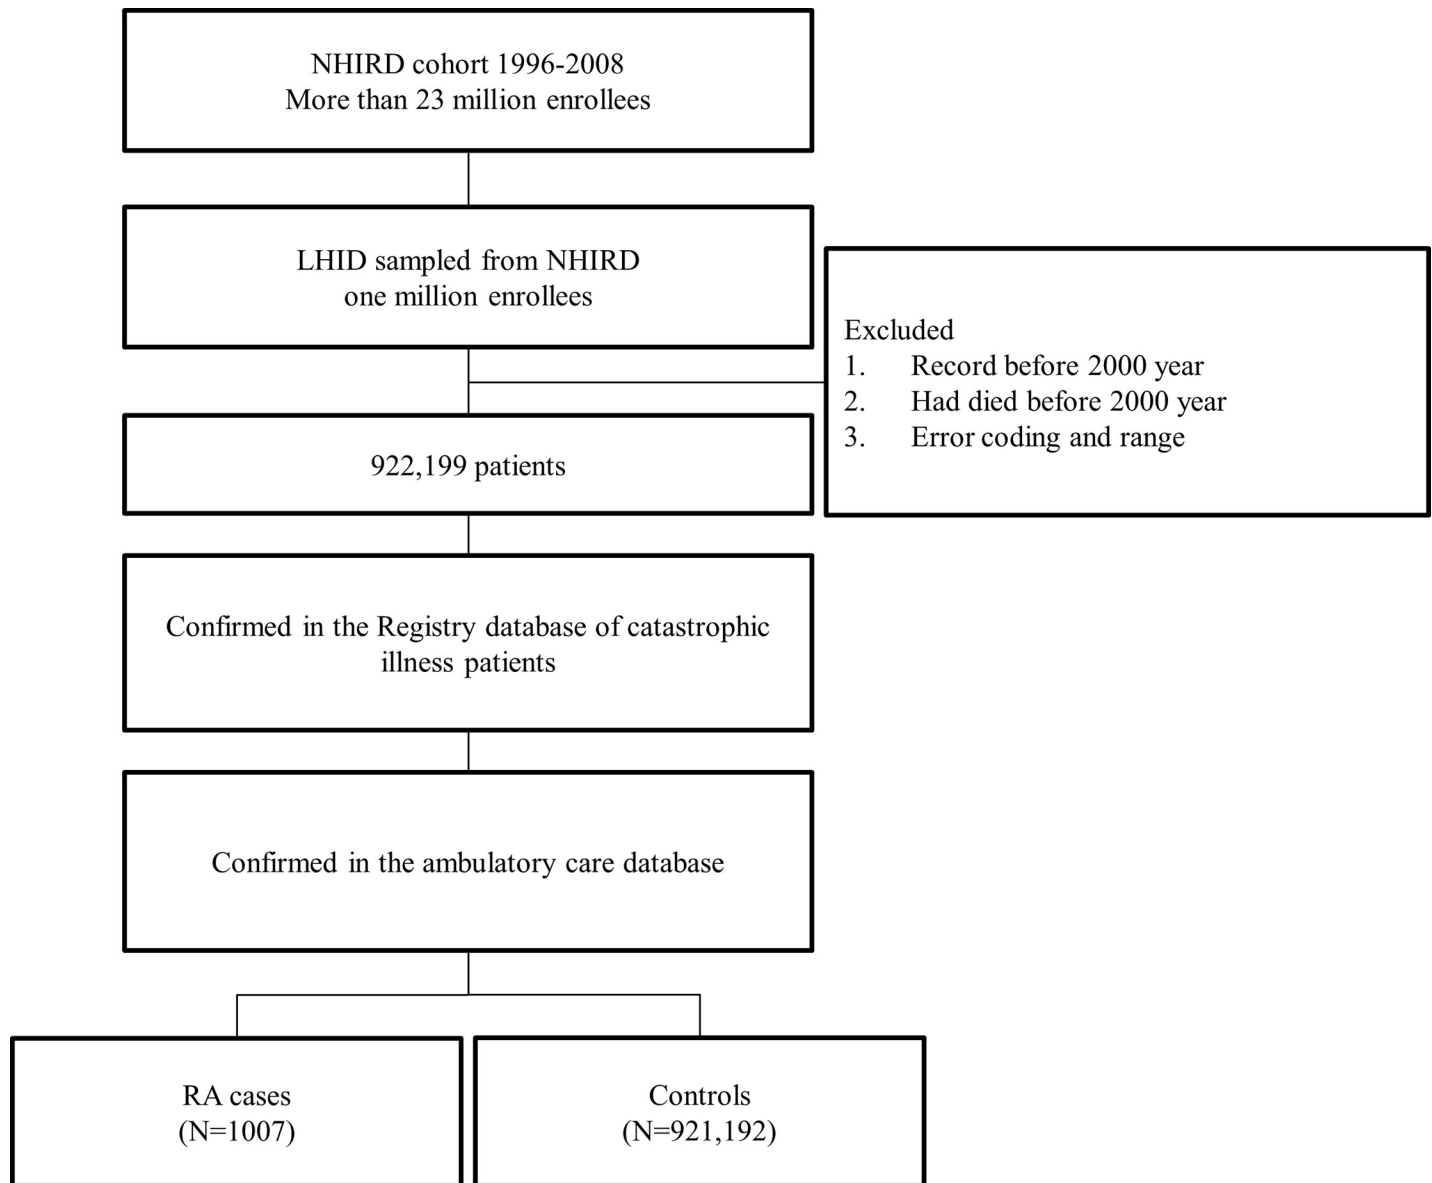 NHIRD cohort 1996-2008
More than 23 million enrollees
LHID sampled from NHIRD
one million enrollees
Excluded
1. Record before 2000 year
2. Had died before 2000 year
3. Error coding and range
922,199 patients
Confirmed in the Registry database of catastrophic
illness patients
Confirmed in the ambulatory care database
RA cases
(N=1007)
Controls
(N=921,192)